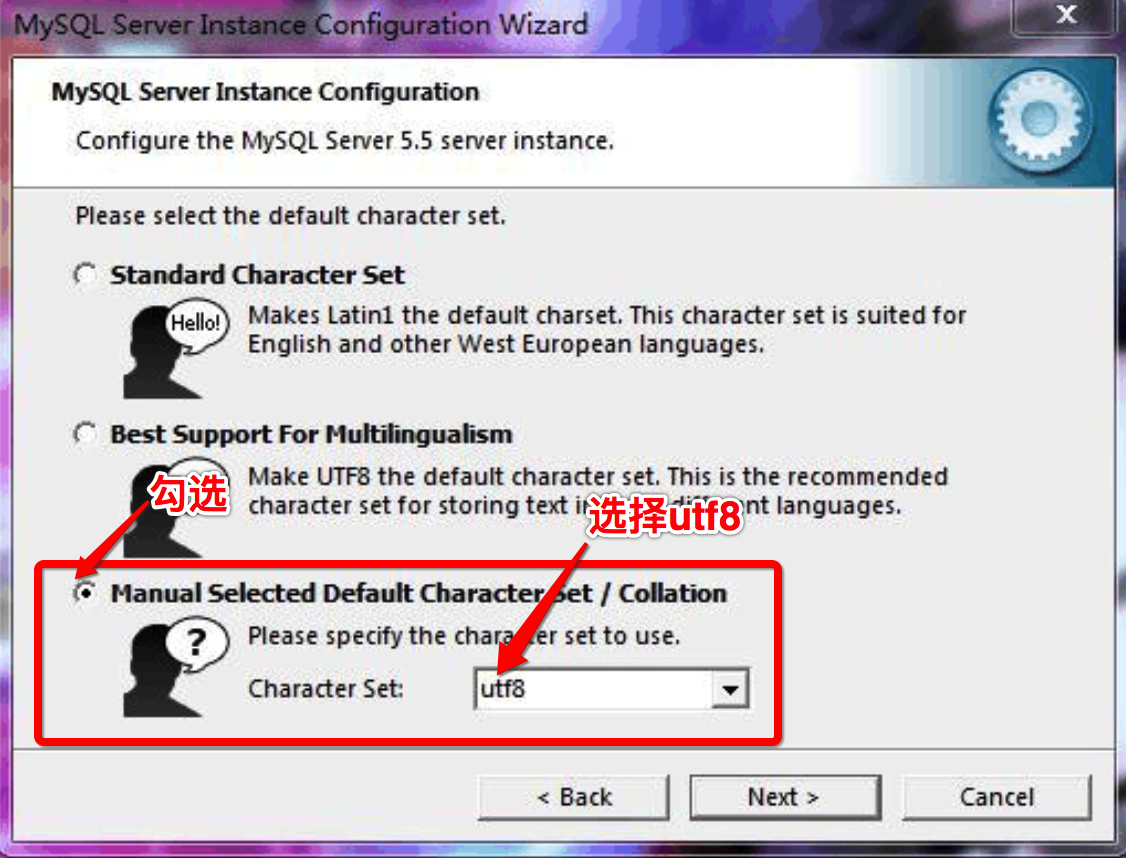 MySQL Server Instance Configuration Wizard
X
MySQL Server Instance Configuration
Configure the MySQL Server 5.5 server instance.
Please select the default character set.
Standard Character Set
Hello!
Makes Latin1 the default charset. This character set is suited for
English and other West European languages.
Best Support For Multilingualism
Make UTF8 the default character set. This is the recommended
character set for storing text in languages.
勾选
选择utf8
Manual Selected Default Character Set / Collation
?
Please specify the character set to use.
Character Set:
utf8
< Back
Next >
Cancel